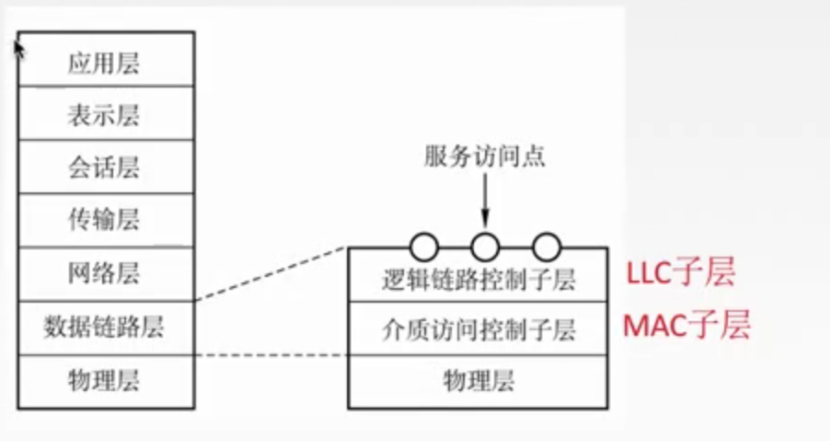 应用层
表示层
会话层
传输层
网络层
数据链路层
物理层
服务访问点
逻辑链路控制子层
LLC子层
介质访问控制子层
MAC子层
物理层